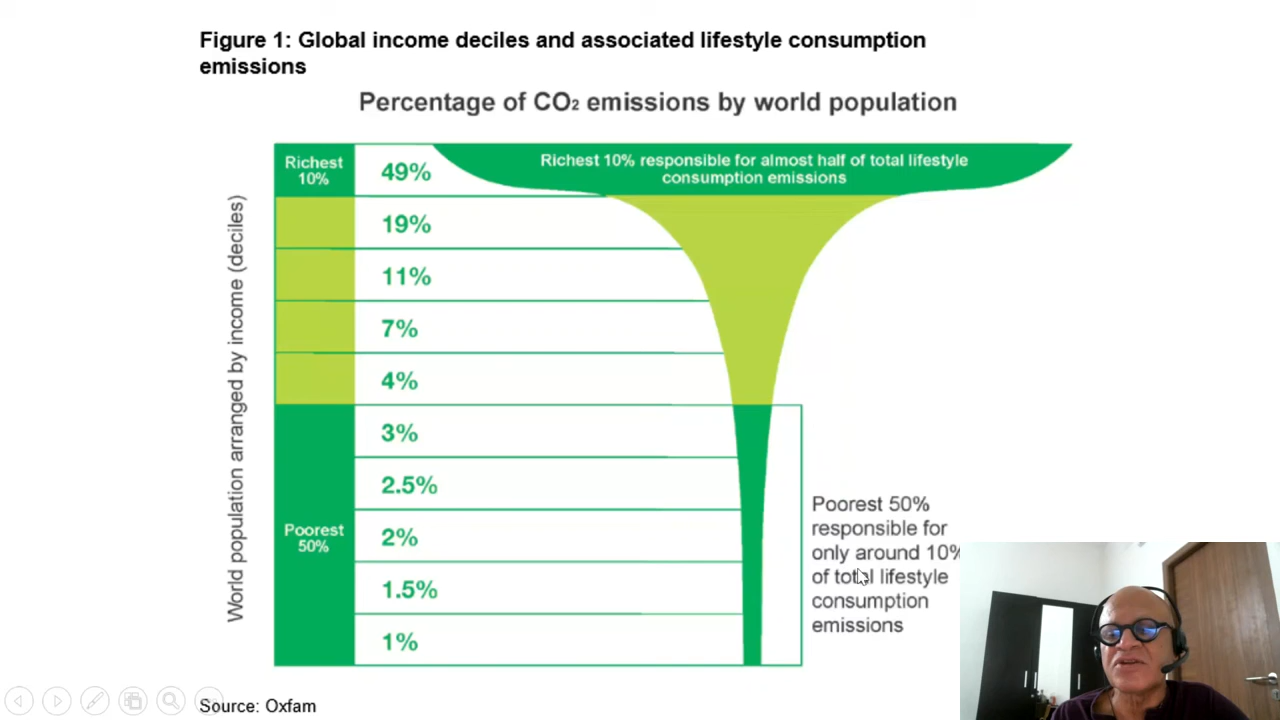 Figure 1: Global income deciles and associated lifestyle consumption
emissions
Percentage of CO₂ emissions by world population
World population arranged by income (deciles)
Richest
10%
49%
Richest 10% responsible for almost half of total lifestyle
consumption emissions
19%
11%
7%
4%
3%
2.5%
Poorest
50%
2%
1.5%
1%
Poorest 50%
responsible for
only around 10%
of total lifestyle
consumption
emissions
Source: Oxfam